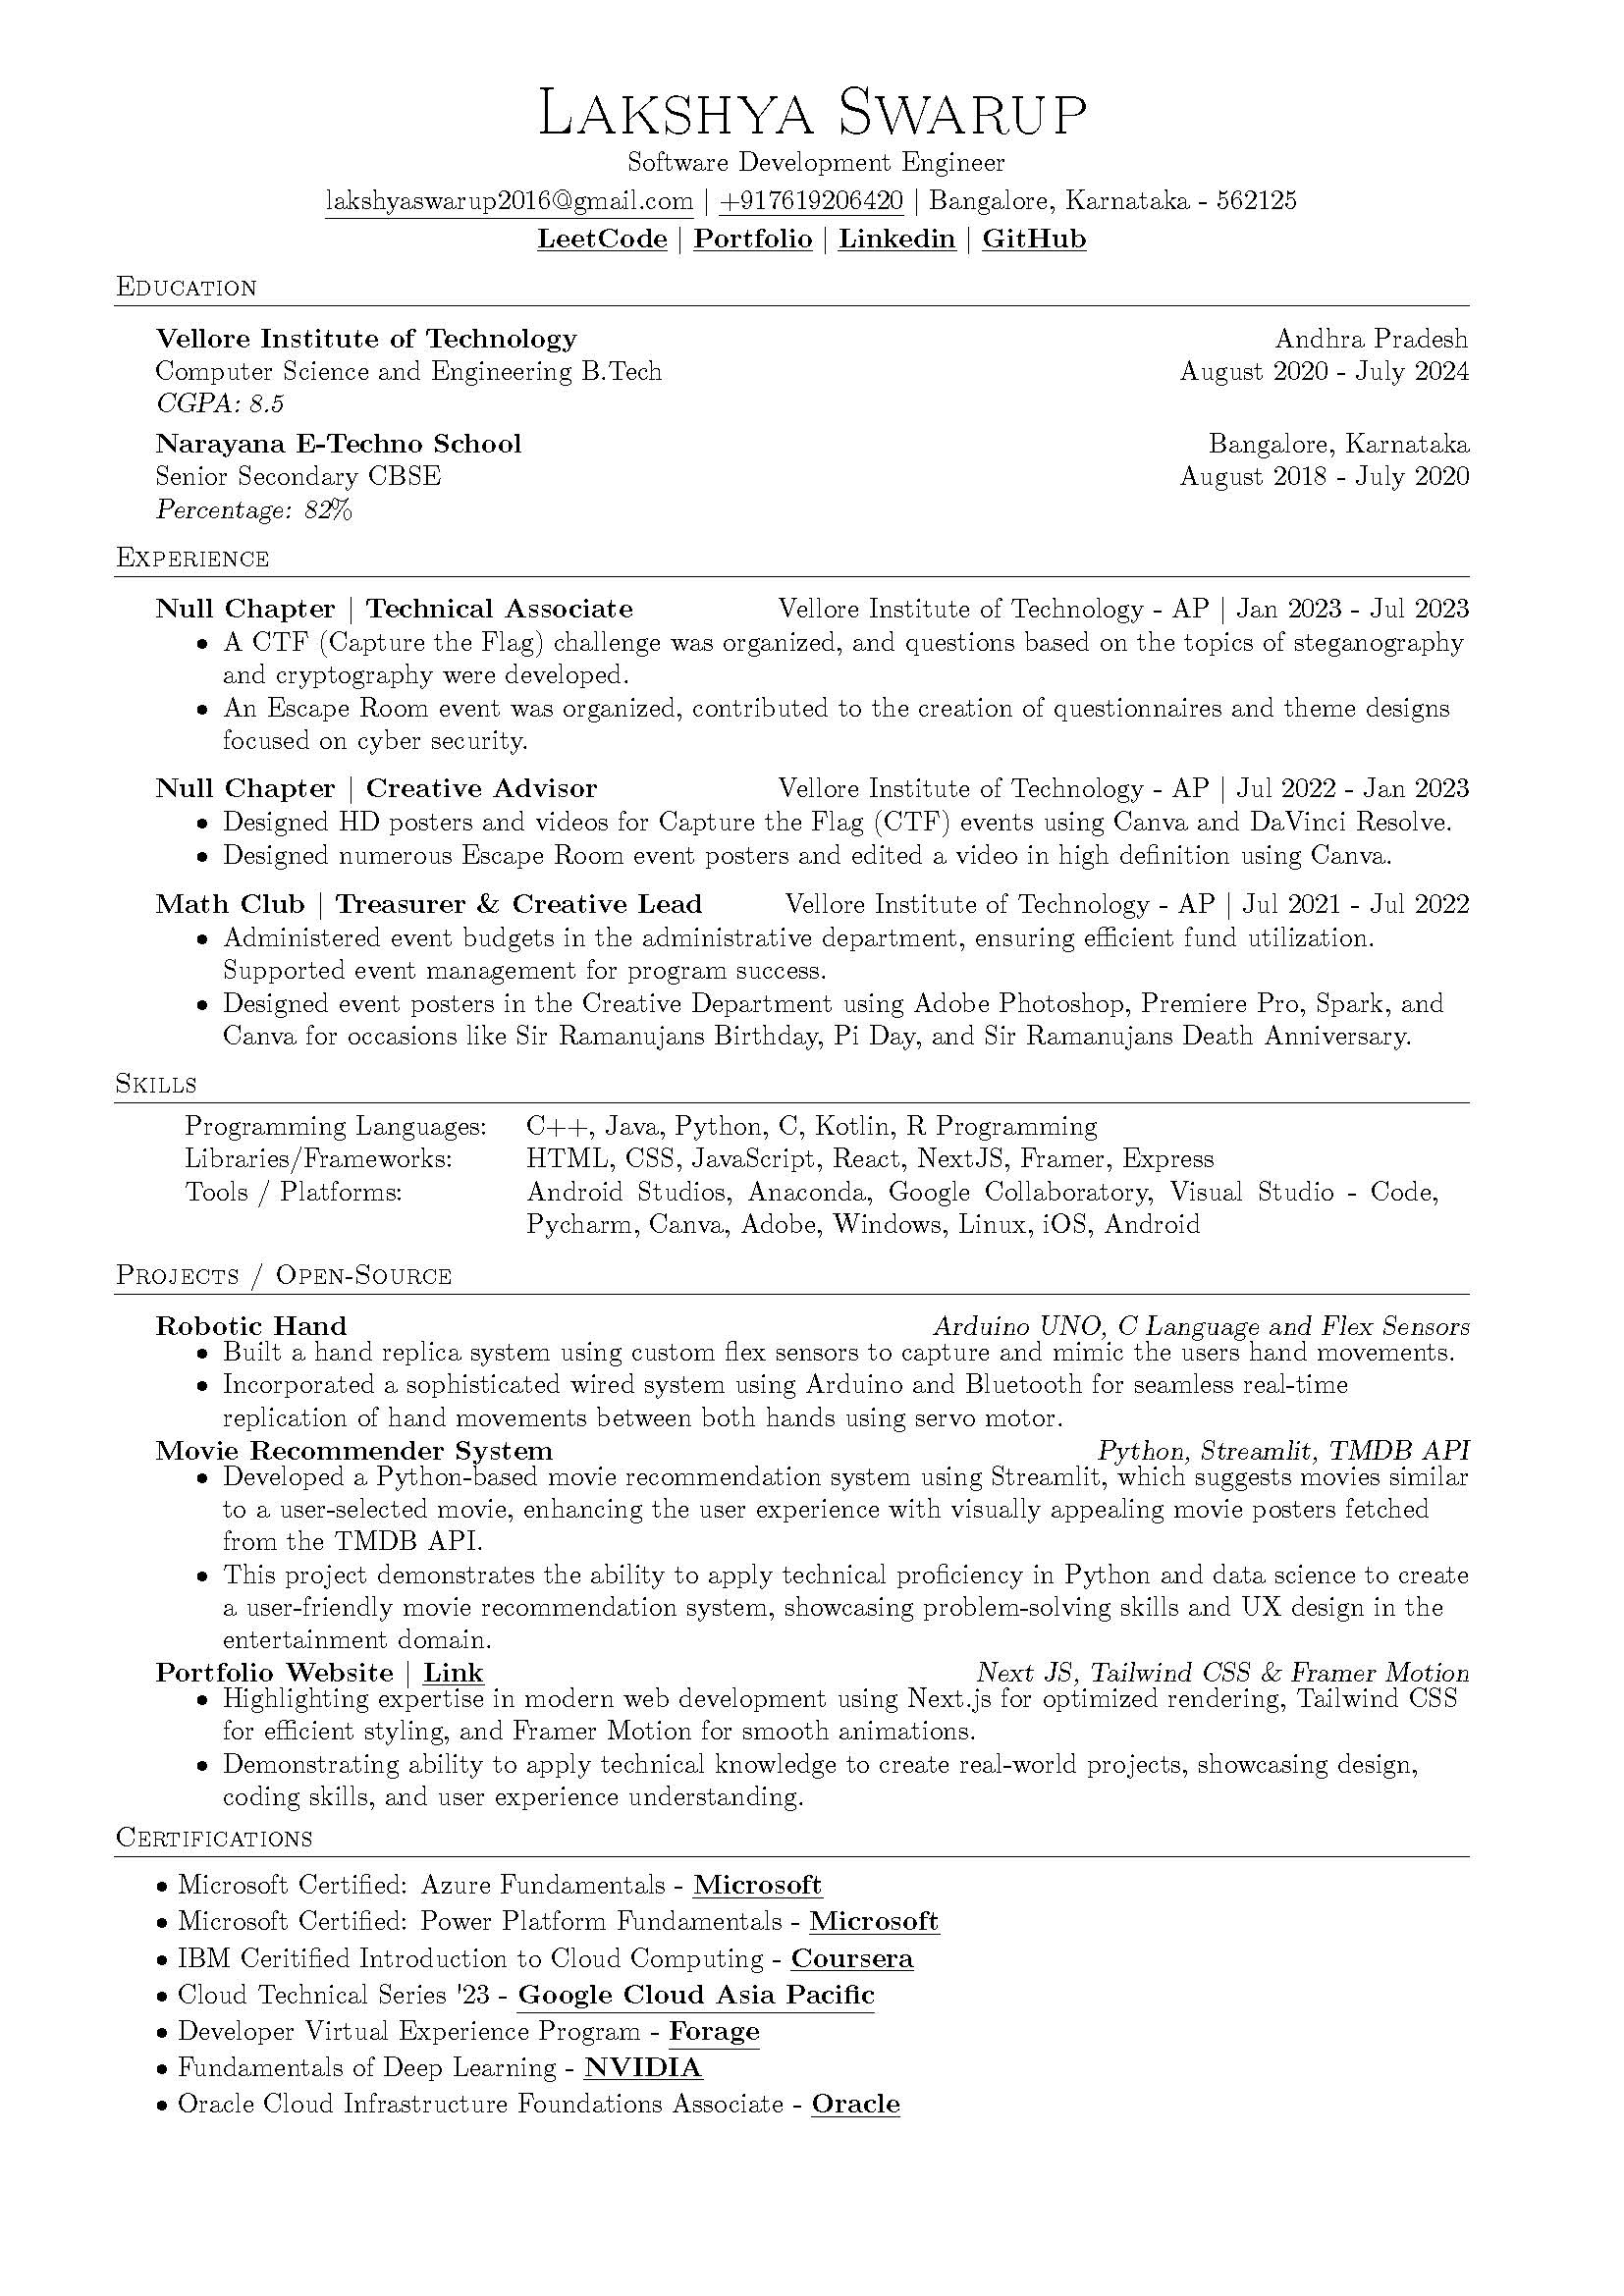 Lakshya Swarup
Software Development Engineer
lakshyaswarup2016@gmail.com | +917619206420 | Bangalore, Karnataka - 562125
LeetCode | Portfolio | Linkedin | GitHub
Education
Vellore Institute of Technology Andhra Pradesh
Computer Science and Engineering B.Tech August 2020 - July 2024
CGPA: 8.5
Narayana E-Techno School Bangalore, Karnataka
Senior Secondary CBSE August 2018 - July 2020
Percentage: 82%
Experience
Null Chapter | Technical Associate Vellore Institute of Technology - AP | Jan 2023 - Jul 2023
• A CTF (Capture the Flag) challenge was organized, and questions based on the topics of steganography
and cryptography were developed.
• An Escape Room event was organized, contributed to the creation of questionnaires and theme designs
focused on cyber security.
Null Chapter | Creative Advisor Vellore Institute of Technology - AP | Jul 2022 - Jan 2023
• Designed HD posters and videos for Capture the Flag (CTF) events using Canva and DaVinci Resolve.
• Designed numerous Escape Room event posters and edited a video in high definition using Canva.
Math Club | Treasurer & Creative Lead Vellore Institute of Technology - AP | Jul 2021 - Jul 2022
• Administered event budgets in the administrative department, ensuring efficient fund utilization.
Supported event management for program success.
• Designed event posters in the Creative Department using Adobe Photoshop, Premiere Pro, Spark, and
Canva for occasions like Sir Ramanujans Birthday, Pi Day, and Sir Ramanujans Death Anniversary.
Skills
Programming Languages: C++, Java, Python, C, Kotlin, R Programming
Libraries/Frameworks: HTML, CSS, JavaScript, React, NextJS, Framer, Express
Tools / Platforms: Android Studios, Anaconda, Google Collaboratory, Visual Studio - Code,
Pycharm, Canva, Adobe, Windows, Linux, iOS, Android
Projects / Open-Source
Robotic Hand Arduino UNO, C Language and Flex Sensors
• Built a hand replica system using custom flex sensors to capture and mimic the users hand movements.
• Incorporated a sophisticated wired system using Arduino and Bluetooth for seamless real-time
replication of hand movements between both hands using servo motor.
Movie Recommender System Python, Streamlit, TMDB API
• Developed a Python-based movie recommendation system using Streamlit, which suggests movies similar
to a user-selected movie, enhancing the user experience with visually appealing movie posters fetched
from the TMDB API.
• This project demonstrates the ability to apply technical proficiency in Python and data science to create
a user-friendly movie recommendation system, showcasing problem-solving skills and UX design in the
entertainment domain.
Portfolio Website | Link Next JS, Tailwind CSS & Framer Motion
• Highlighting expertise in modern web development using Next.js for optimized rendering, Tailwind CSS
for efficient styling, and Framer Motion for smooth animations.
• Demonstrating ability to apply technical knowledge to create real-world projects, showcasing design,
coding skills, and user experience understanding.
Certifications
• Microsoft Certified: Azure Fundamentals - Microsoft
• Microsoft Certified: Power Platform Fundamentals - Microsoft
• IBM Ceritified Introduction to Cloud Computing - Coursera
• Cloud Technical Series '23 - Google Cloud Asia Pacific
• Developer Virtual Experience Program - Forage
• Fundamentals of Deep Learning - NVIDIA
• Oracle Cloud Infrastructure Foundations Associate - Oracle